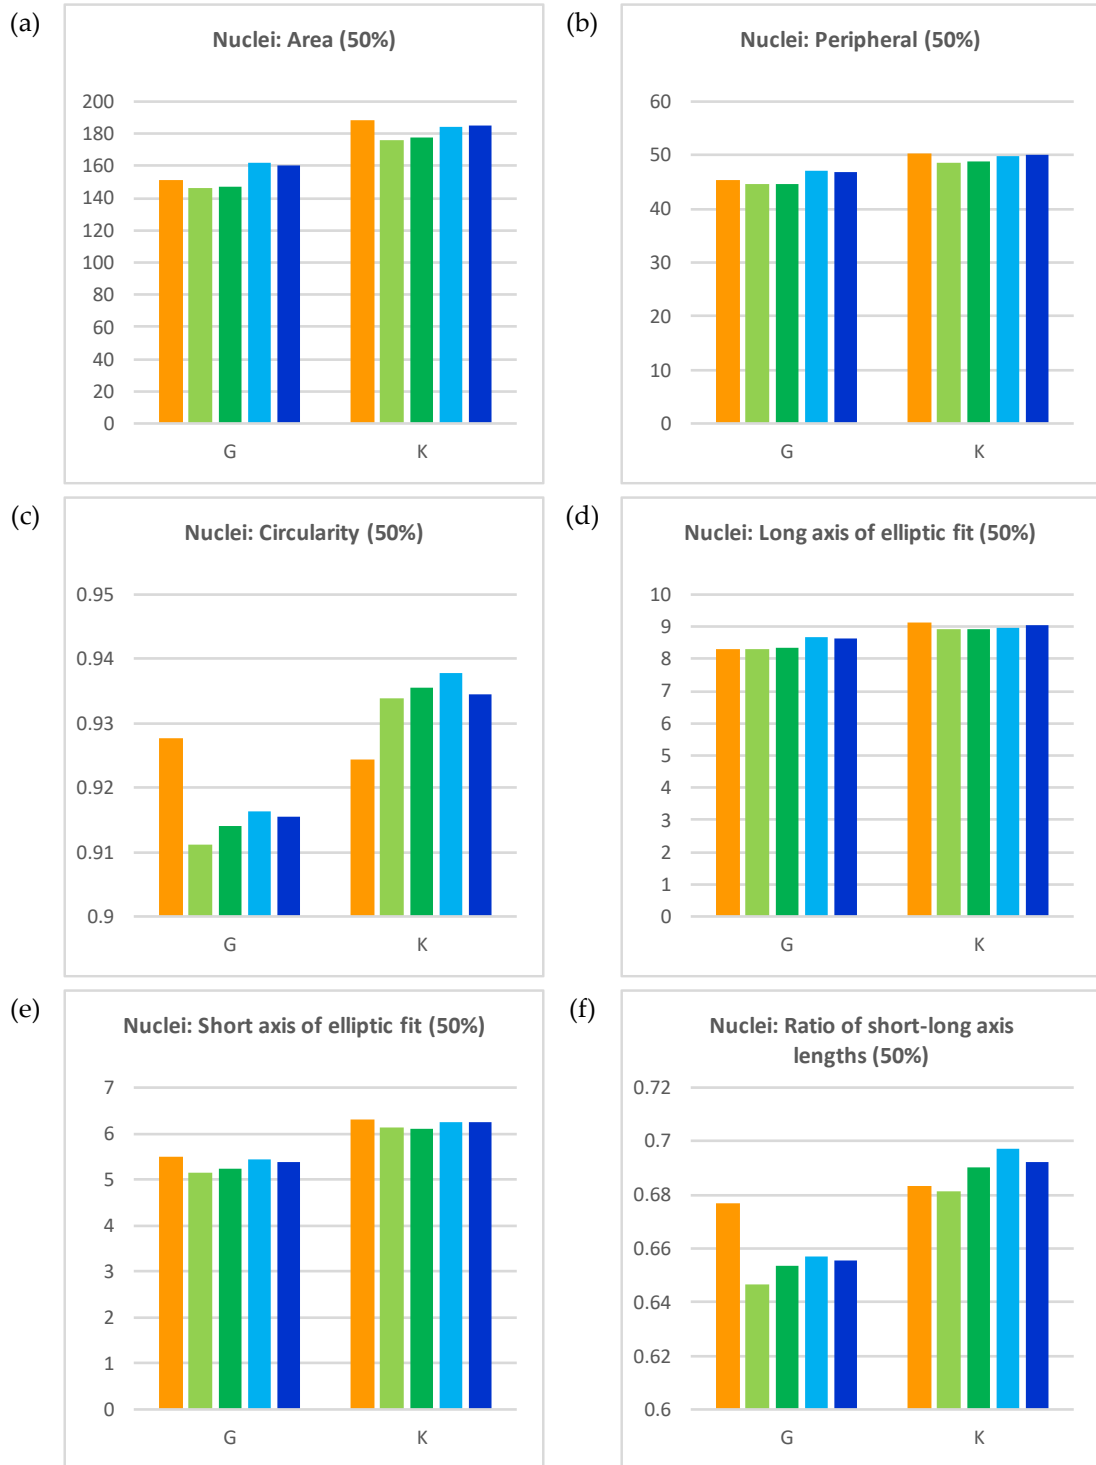 (a)
Nuclei: Area (50%)
200
180
160
140
120
100
80
60
40
20
0
G K
(b)
Nuclei: Peripheral (50%)
60
50
40
30
20
10
0
G K
(c)
Nuclei: Circularity (50%)
0.95
0.94
0.93
0.92
0.91
0.9
G K
(d)
Nuclei: Long axis of elliptic fit (50%)
10
9
8
7
6
5
4
3
2
1
0
G K
(e)
Nuclei: Short axis of elliptic fit (50%)
7
6
5
4
3
2
1
0
G K
(f)
Nuclei: Ratio of short-long axis
lengths (50%)
0.72
0.7
0.68
0.66
0.64
0.62
0.6
G K